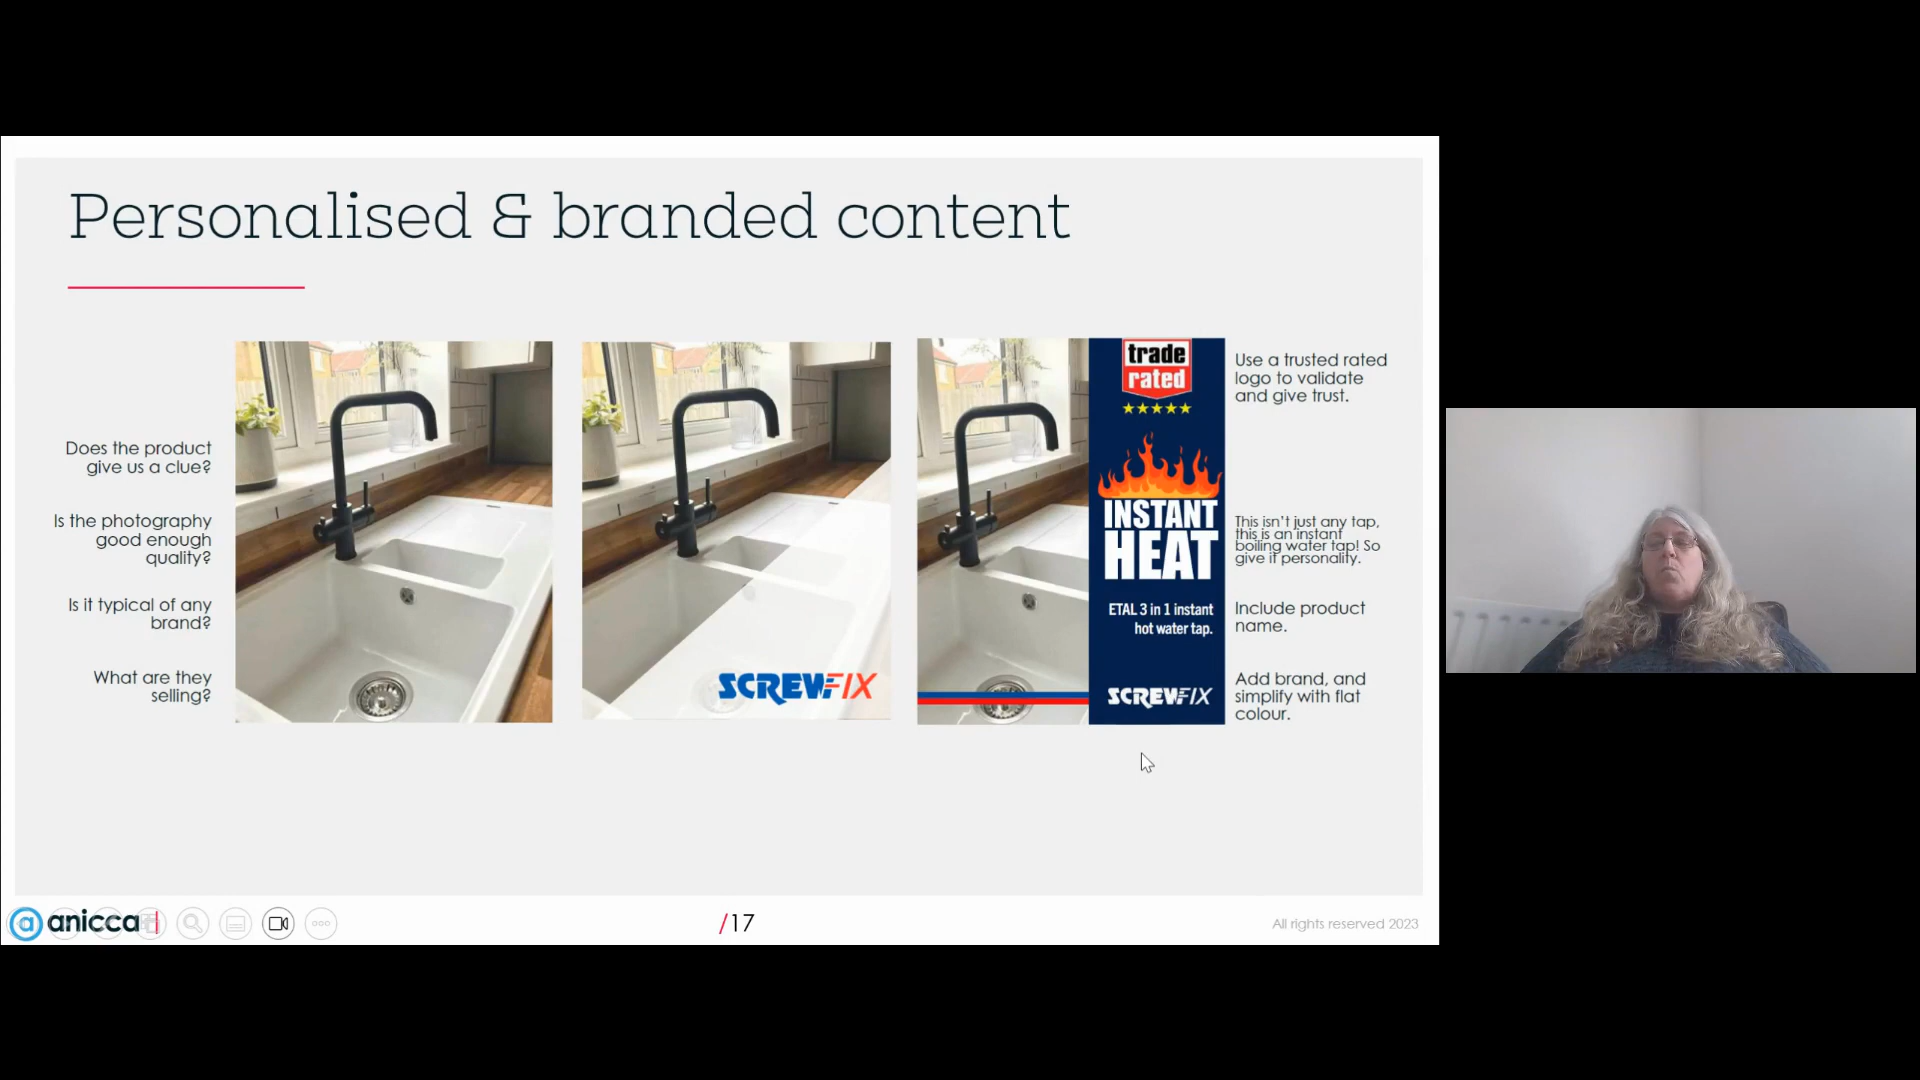 Personalised & branded content
Does the product
give us a clue?
Is the photography
good enough
quality?
Is it typical of any
brand?
What are they
selling?
SCREWFIX
trade
rated
INSTANT
HEAT
ETAL 3 in 1 instant
hot water tap.
SCREWFIX
Use a trusted rated
logo to validate
and give trust.
This isn't just any tap,
this is an instant
boiling water tap! So
give it personality.
Include product
name.
Add brand, and
simplify with flat
colour.
anicca
/17
All rights reserved 2023